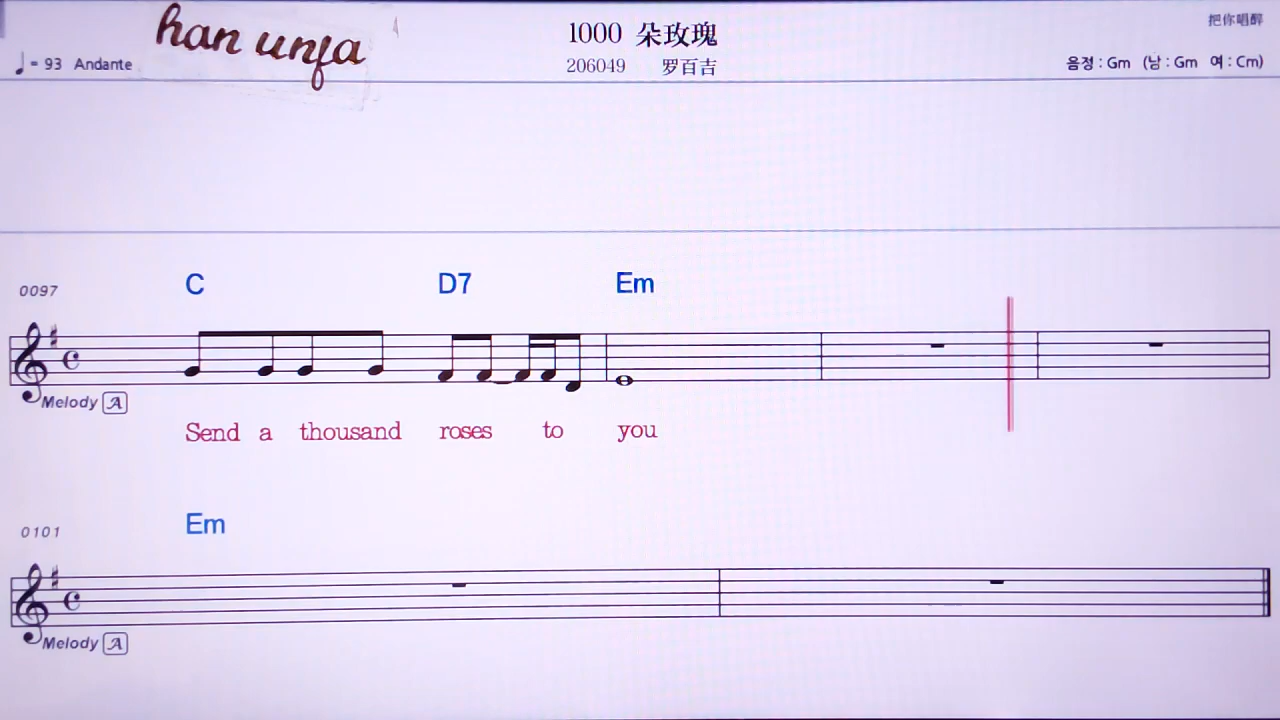 han unfa
1000 朵玫瑰
把你唱醉
♩= 93 Andante
206049 罗百吉
음정 : Gm (남 : Gm 여 : Cm)
C D7 Em
0097
Melody A
Send a thousand roses to you
Em
0101
Melody A